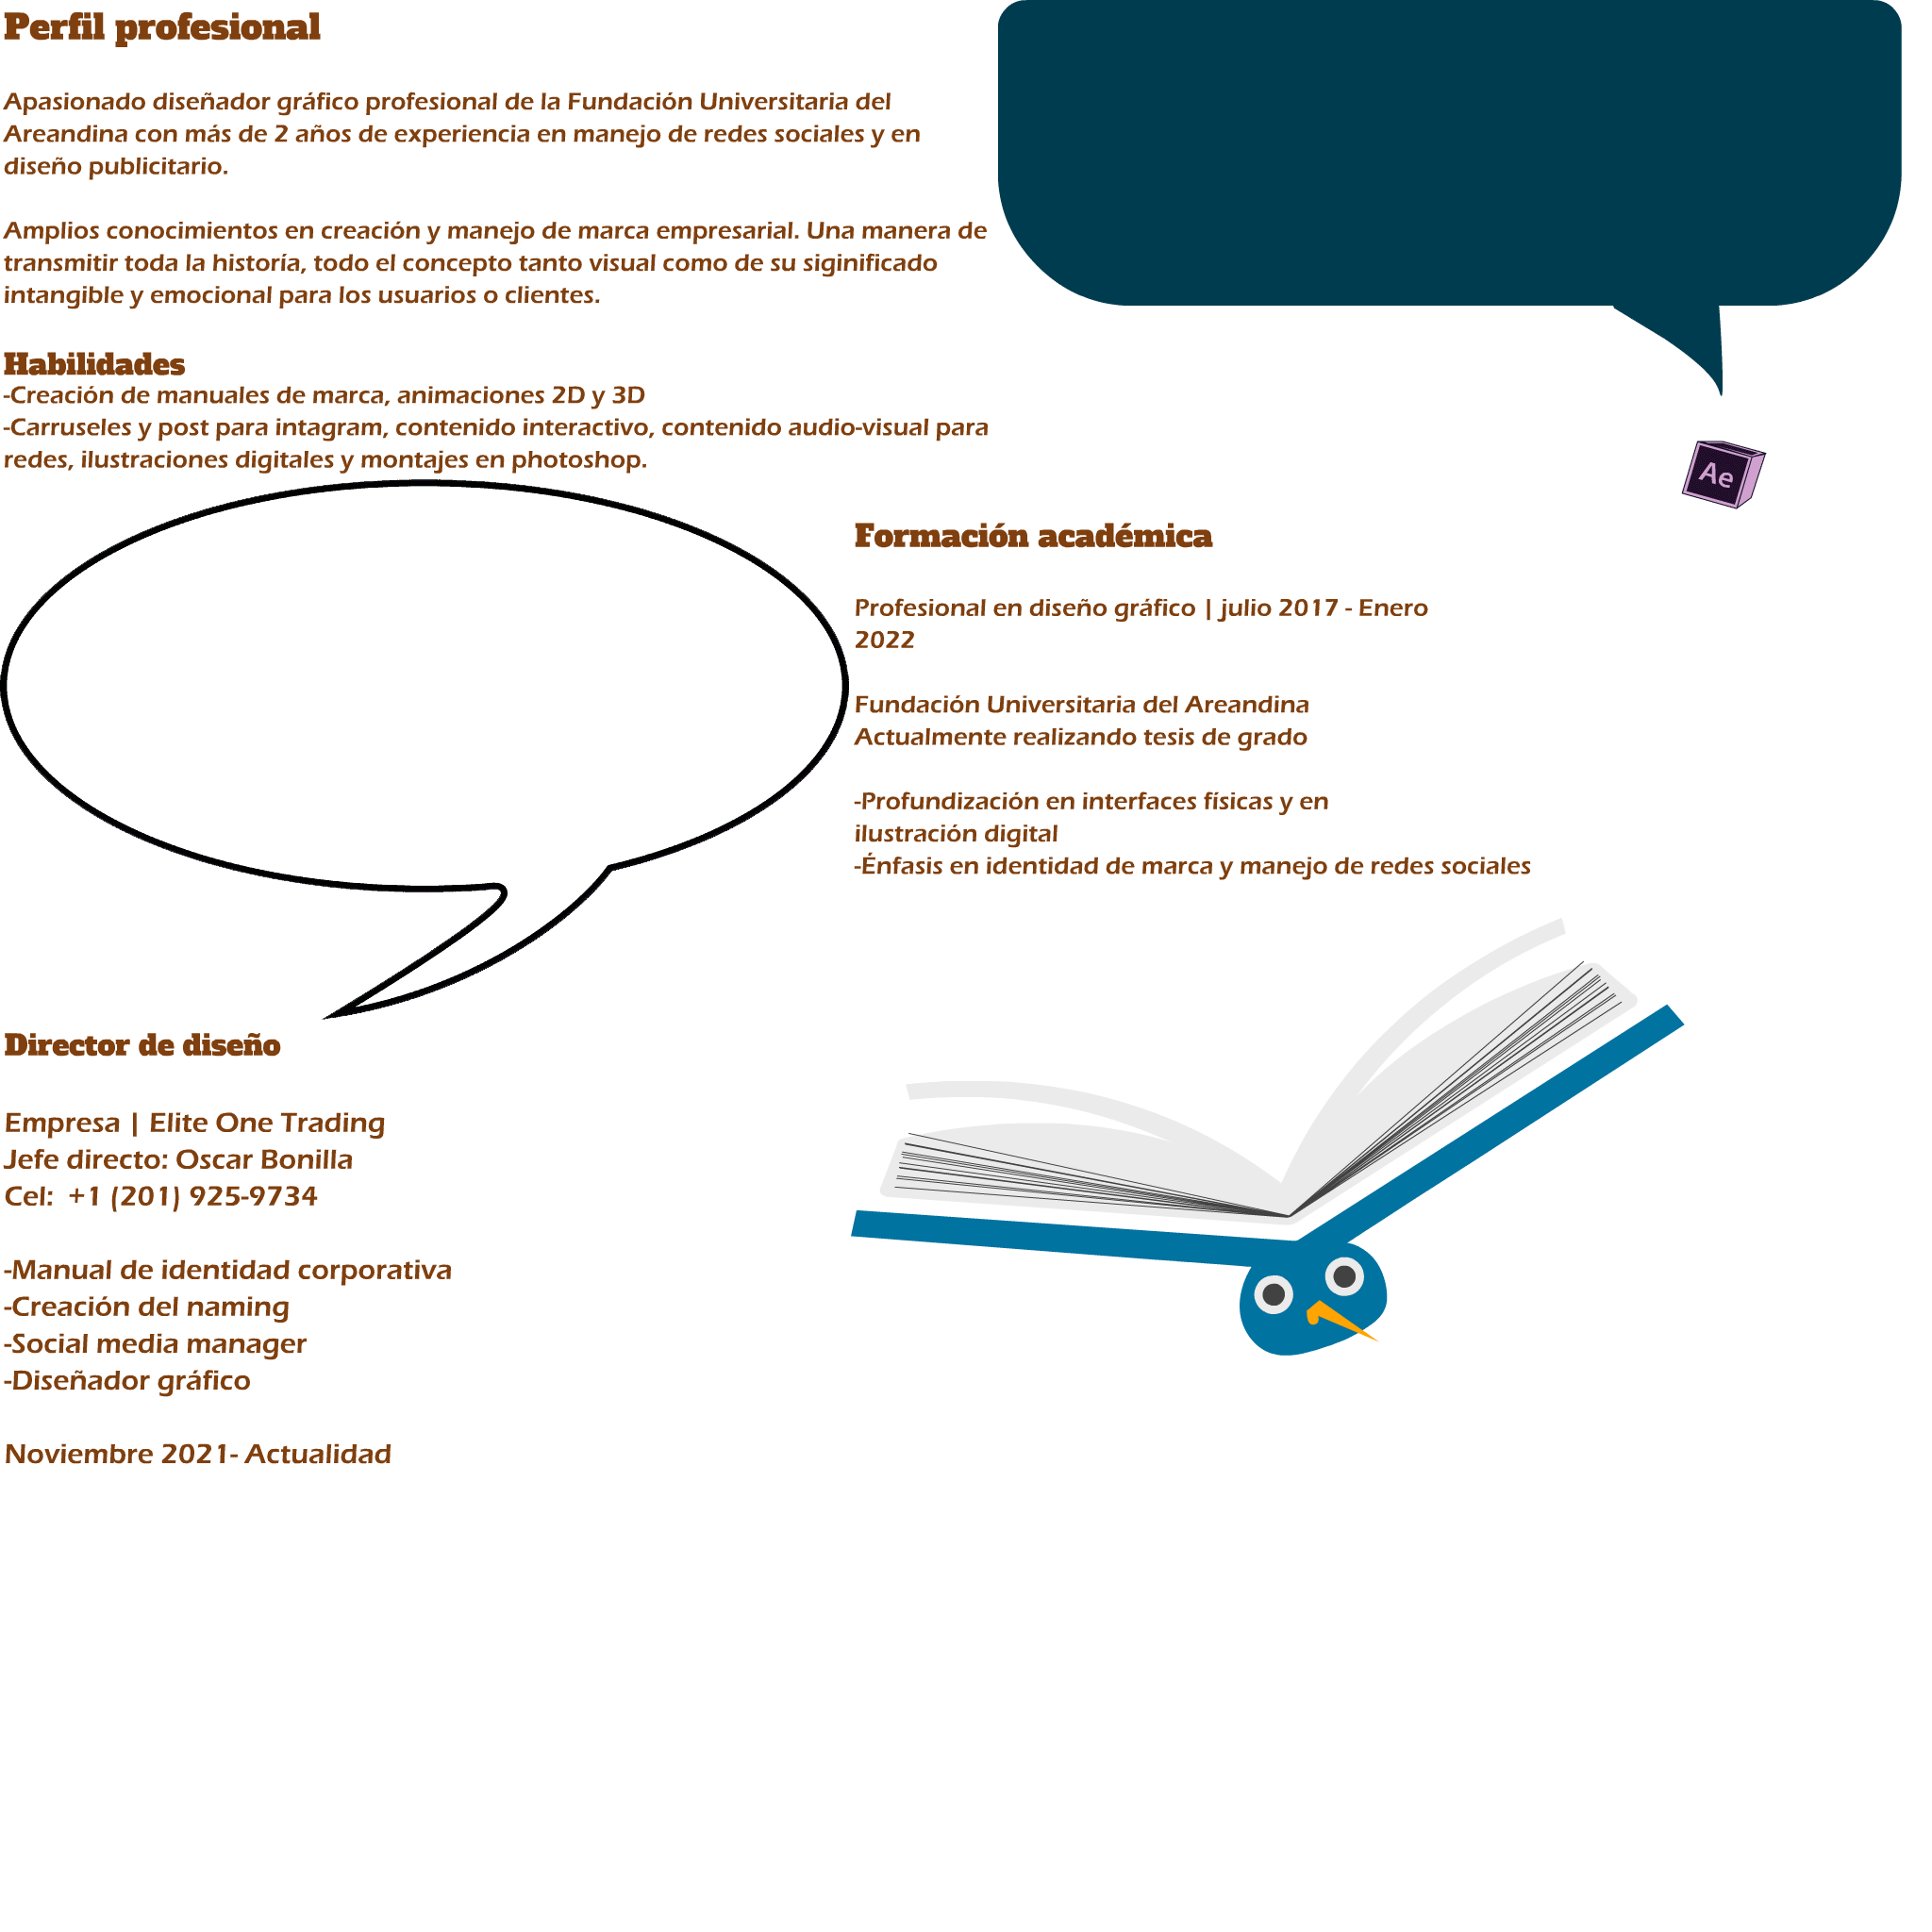 Perfil profesional
Apasionado diseñador gráfico profesional de la Fundación Universitaria del
Areandina con más de 2 años de experiencia en manejo de redes sociales y en
diseño publicitario.
Amplios conocimientos en creación y manejo de marca empresarial. Una manera de
transmitir toda la historía, todo el concepto tanto visual como de su siginificado
intangible y emocional para los usuarios o clientes.
Habilidades
-Creación de manuales de marca, animaciones 2D y 3D
-Carruseles y post para intagram, contenido interactivo, contenido audio-visual para
redes, ilustraciones digitales y montajes en photoshop.
Ae
Formación académica
Profesional en diseño gráfico | julio 2017 - Enero
2022
Fundación Universitaria del Areandina
Actualmente realizando tesis de grado
-Profundización en interfaces físicas y en
ilustración digital
-Énfasis en identidad de marca y manejo de redes sociales
Director de diseño
Empresa | Elite One Trading
Jefe directo: Oscar Bonilla
Cel:  +1 (201) 925-9734
-Manual de identidad corporativa
-Creación del naming
-Social media manager
-Diseñador gráfico
Noviembre 2021- Actualidad